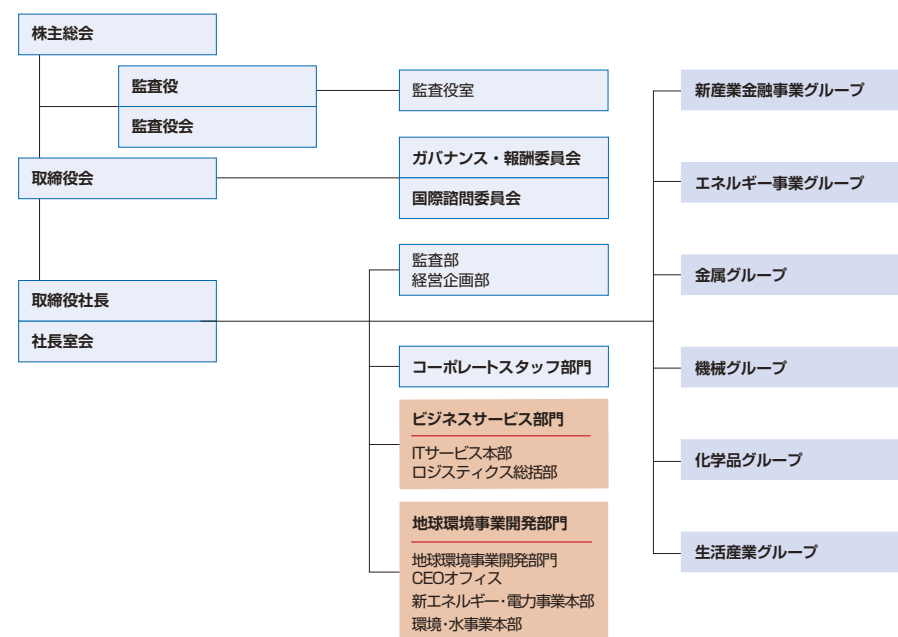 株主総会
監査役
監査役会
監査役室
取締役会
ガバナンス・報酬委員会
国際諮問委員会
監査部
経営企画部
取締役社長
社長室会
コーポレートスタッフ部門
ビジネスサービス部門
ITサービス本部
ロジスティクス総括部
地球環境事業開発部門
地球環境事業開発部門
CEOオフィス
新エネルギー・電力事業本部
環境・水事業本部
新産業金融事業グループ
エネルギー事業グループ
金属グループ
機械グループ
化学品グループ
生活産業グループ